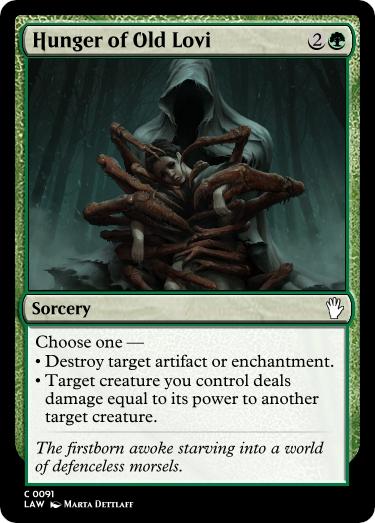 Hunger of Old Lovi 2
Sorcery
Choose one —
• Destroy target artifact or enchantment.
• Target creature you control deals
damage equal to its power to another
target creature.
The firstborn awoke starving into a world
of defenceless morsels.
C 0091
LAW Marta Dettlaff